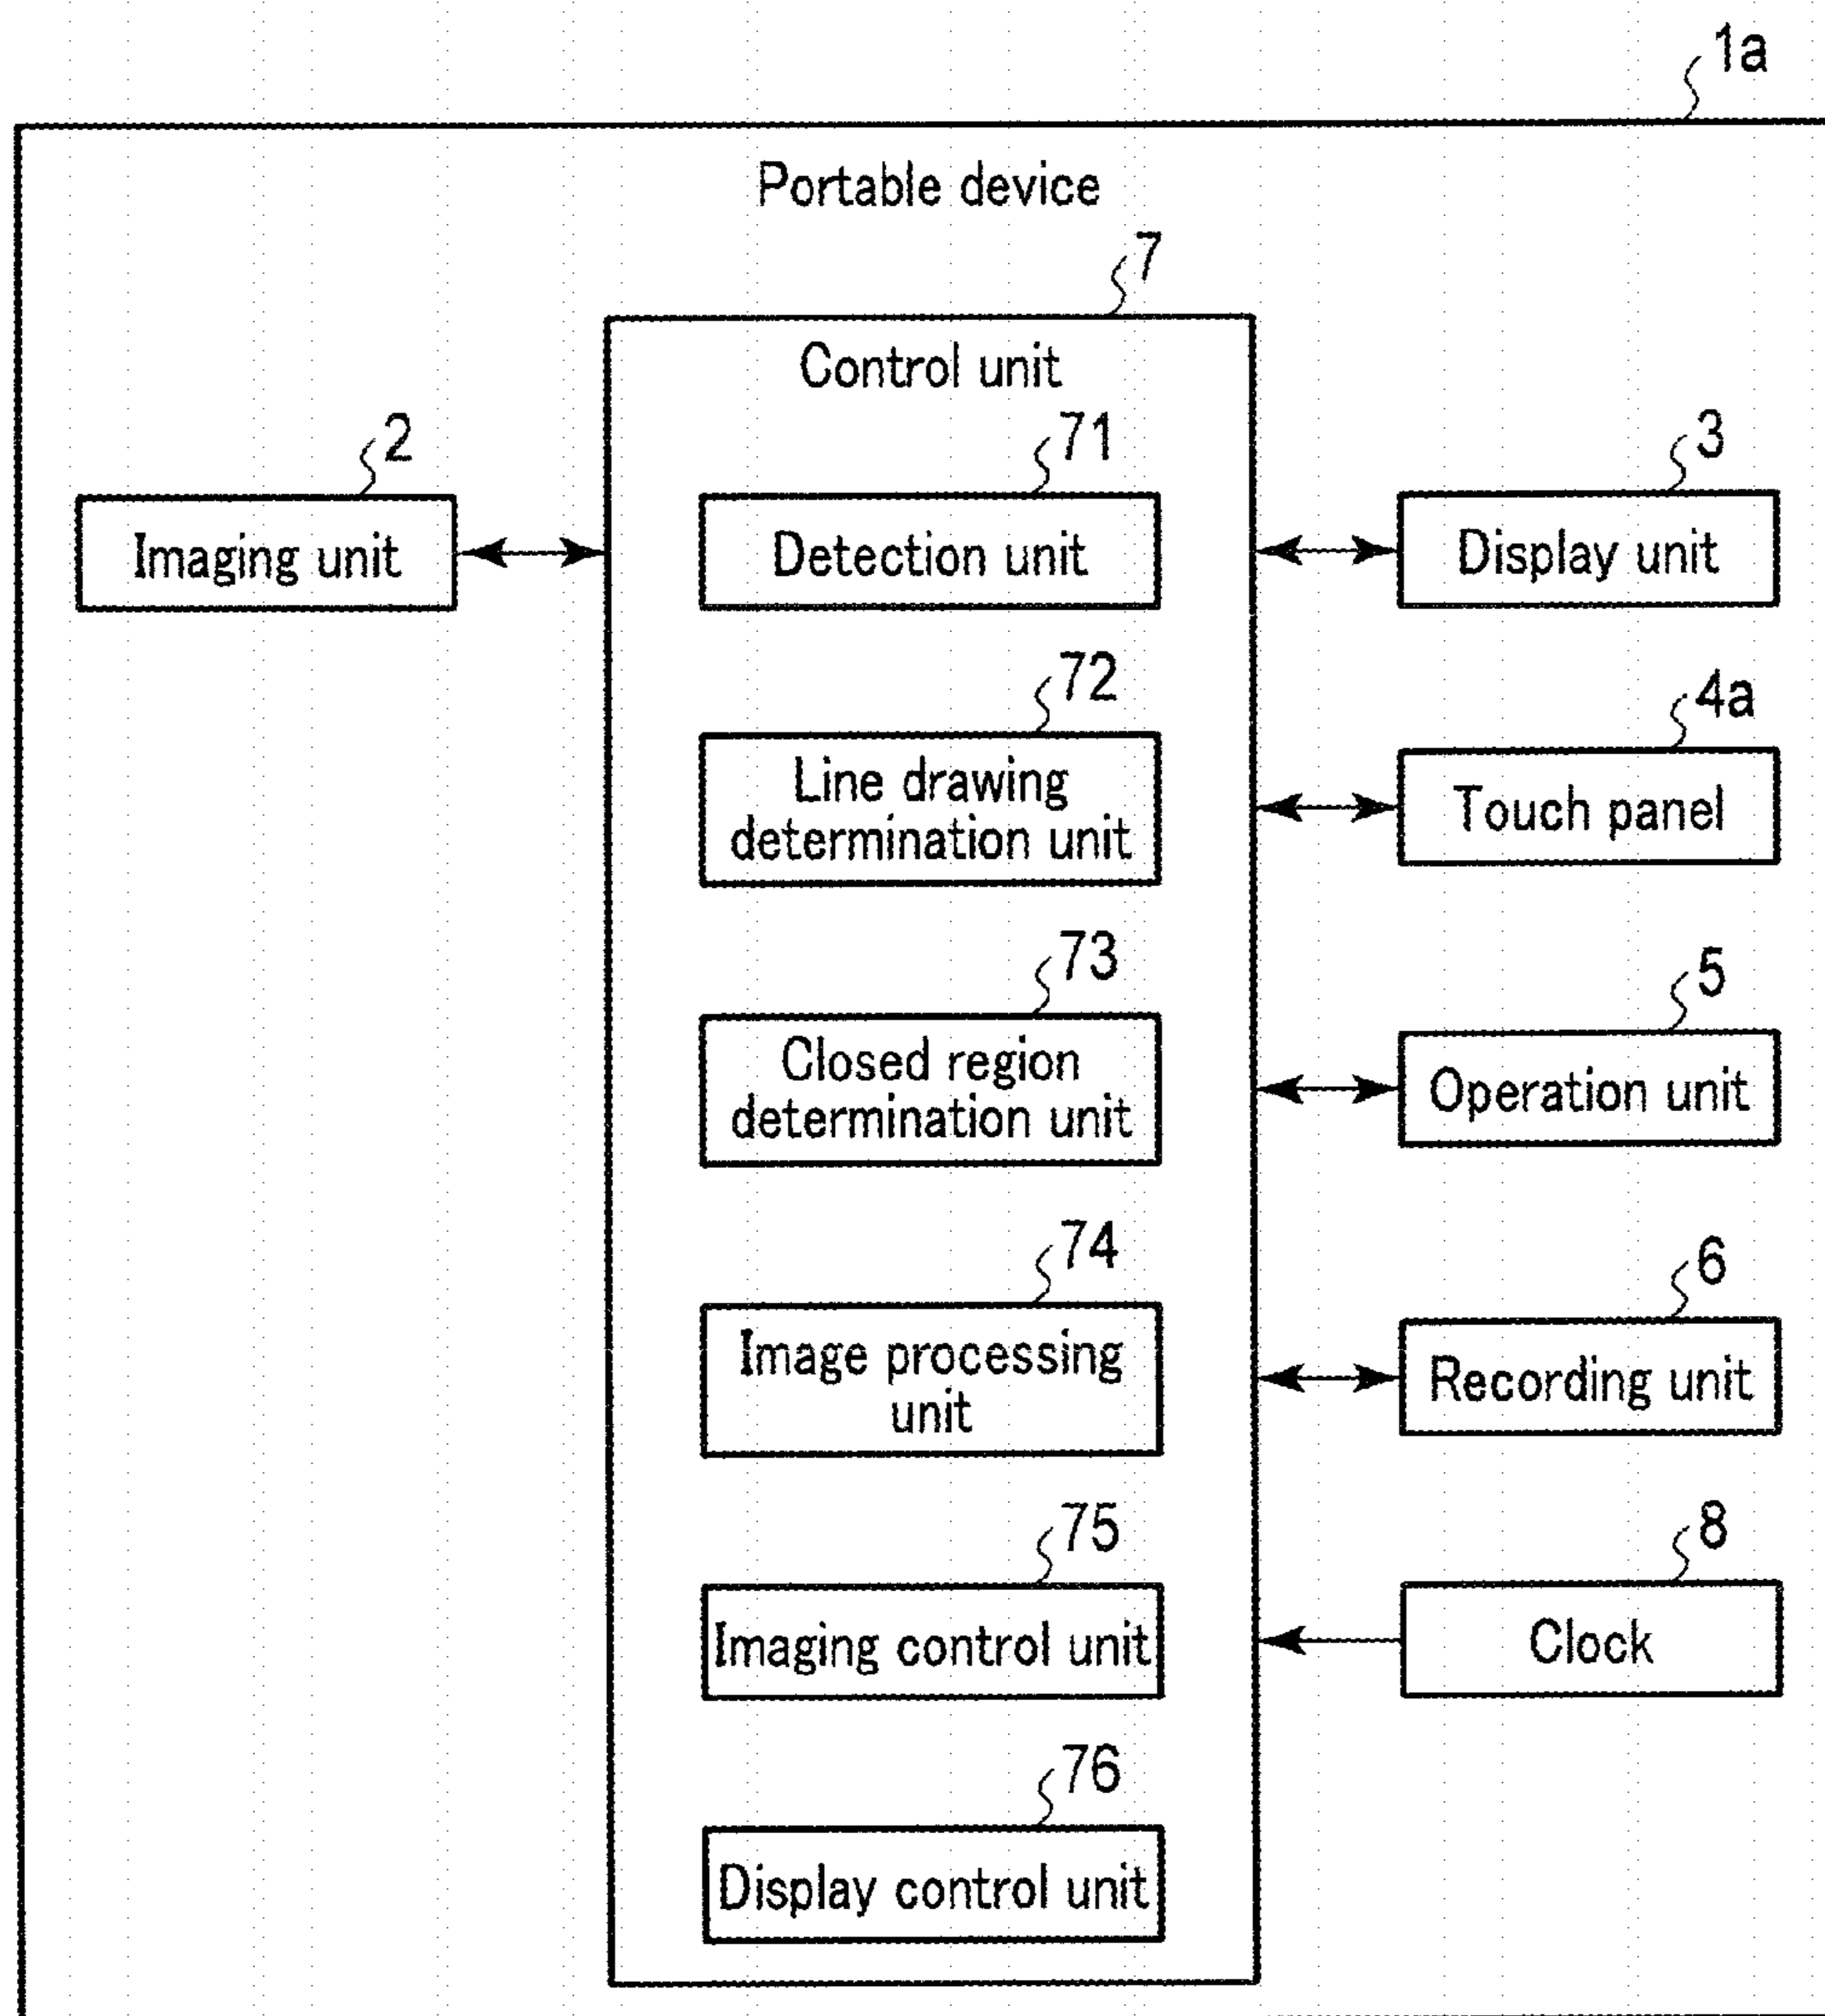 1a
Portable device
7
Control unit
2
Imaging unit
71
Detection unit
3
Display unit
72
Line drawing
determination unit
4a
Touch panel
73
Closed region
determination unit
5
Operation unit
74
Image processing
unit
6
Recording unit
75
Imaging control unit
8
Clock
76
Display control unit